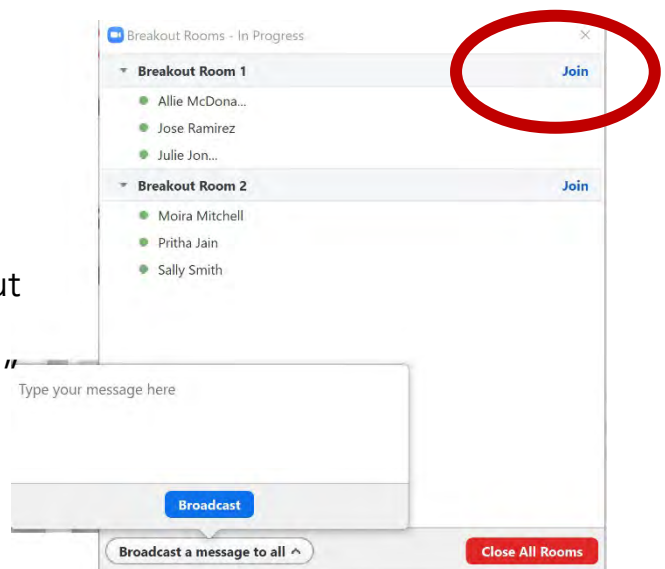 Breakout Rooms - In Progress
Breakout Room 1 Join
Allie McDona...
Jose Ramirez
Julie Jon...
Breakout Room 2 Join
Moira Mitchell
Pritha Jain
Sally Smith
ut
"
Type your message here
Broadcast
Broadcast a message to all
Close All Rooms